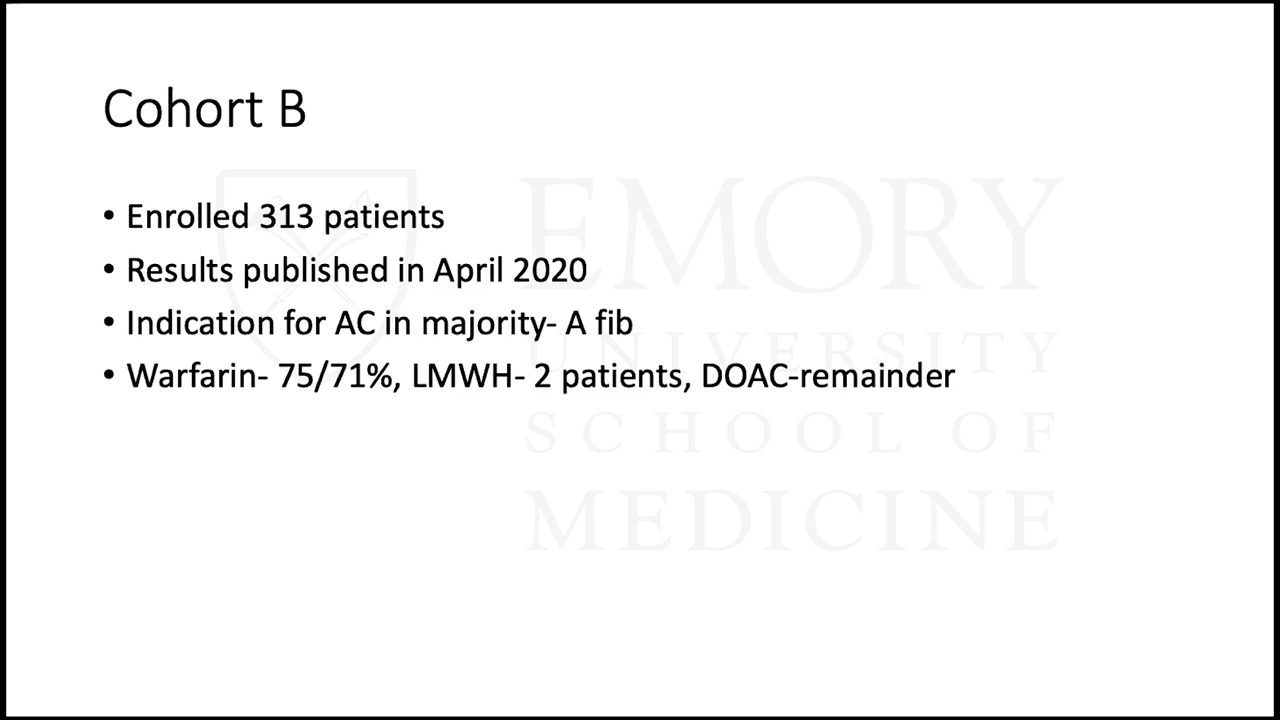 Cohort B
• Enrolled 313 patients
• Results published in April 2020
• Indication for AC in majority- A fib
• Warfarin- 75/71%, LMWH- 2 patients, DOAC-remainder
EMORY
UNIVERSITY
SCHOOL OF
MEDICINE